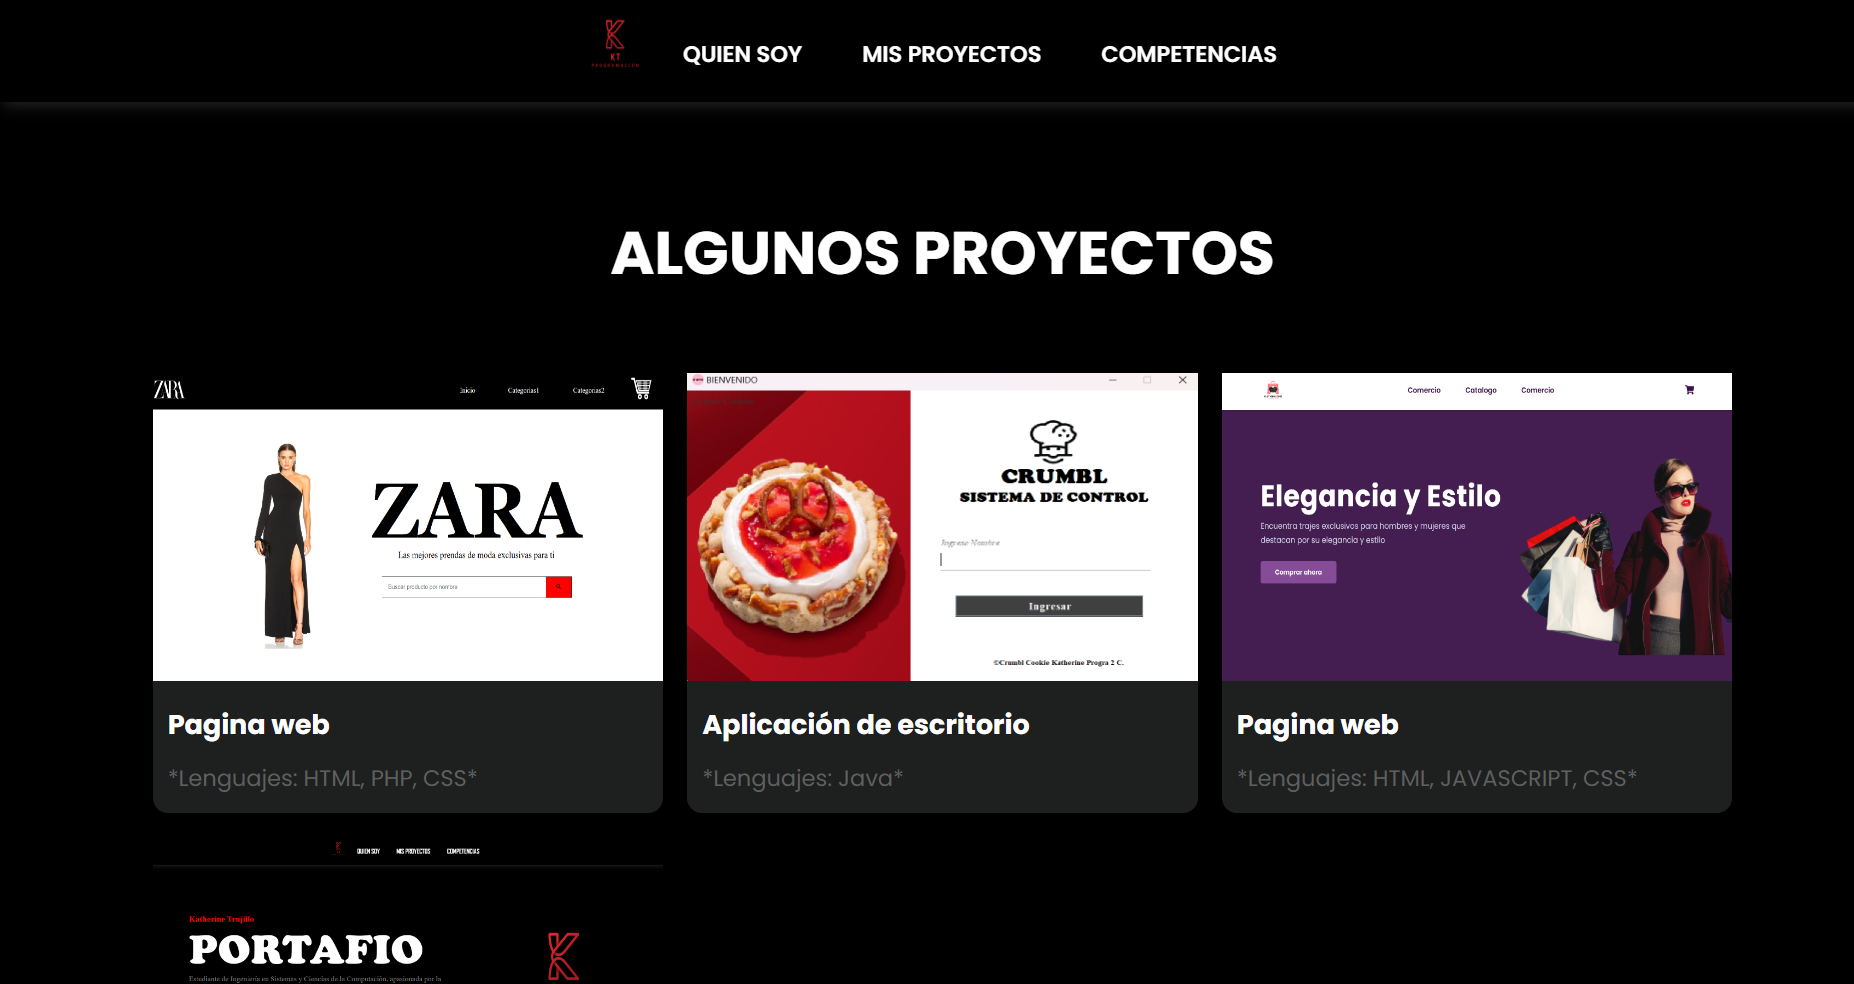 KT
PROGRAMACIÓN
QUIEN SOY
MIS PROYECTOS
COMPETENCIAS
ALGUNOS PROYECTOS
ZARA
Inicio
Categorias1
Categorias2
ZARA
Las mejores prendas de moda exclusivas para ti
Buscar producto por nombre
Pagina web
*Lenguajes: HTML, PHP, CSS*
BIENVENIDO
CRUMBL
SISTEMA DE CONTROL
Ingrese Nombre
Ingresar
©Crumbl Cookie Katherine Progra 2 C.
Aplicación de escritorio
*Lenguajes: Java*
Comercio
Catalogo
Comercio
Elegancia y Estilo
Encuentra trajes exclusivos para hombres y mujeres que
destacan por su elegancia y estilo
Comprar ahora
Pagina web
*Lenguajes: HTML, JAVASCRIPT, CSS*
QUIEN SOY
MIS PROYECTOS
COMPETENCIAS
Katherine Trujillo
PORTAFIO
Estudiante de Ingeniería en Sistemas y Ciencias de la Computación, apasionada por la